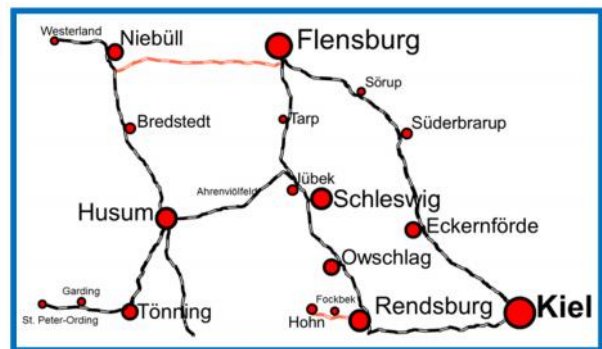 Westerland
Niebüll
Flensburg
Sörup
Bredstedt
Tarp
Süderbrarup
Jübek
Ahrenviölfeld
Schleswig
Husum
Eckernförde
Owschlag
Garding
Fockbek
St. Peter-Ording
Tönning
Hohn
Rendsburg
Kiel